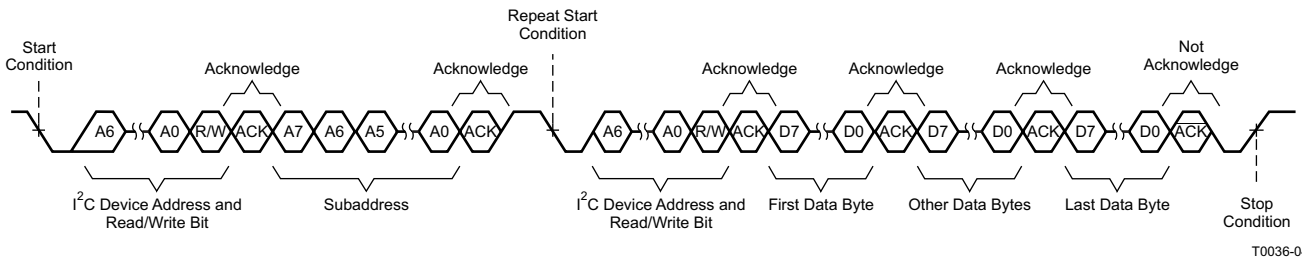 Repeat Start
Condition
Start
Condition
Not
Acknowledge
Acknowledge
Acknowledge
Acknowledge
Acknowledge
Acknowledge
A6 A0 R/W ACK A7 A6 A5 A0 ACK A6 A0 R/W ACK D7 D0 ACK D7 D0 ACK D7 D0 ACK
I²C Device Address and
Read/Write Bit
Subaddress
I²C Device Address and
Read/Write Bit
First Data Byte
Other Data Bytes
Last Data Byte
Stop
Condition
T0036-0